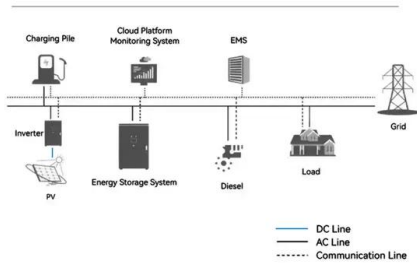 Charging Pile
Cloud Platform
Monitoring System
EMS
Grid
Inverter
PV
Energy Storage System
Diesel
Load
DC Line
AC Line
Communication Line